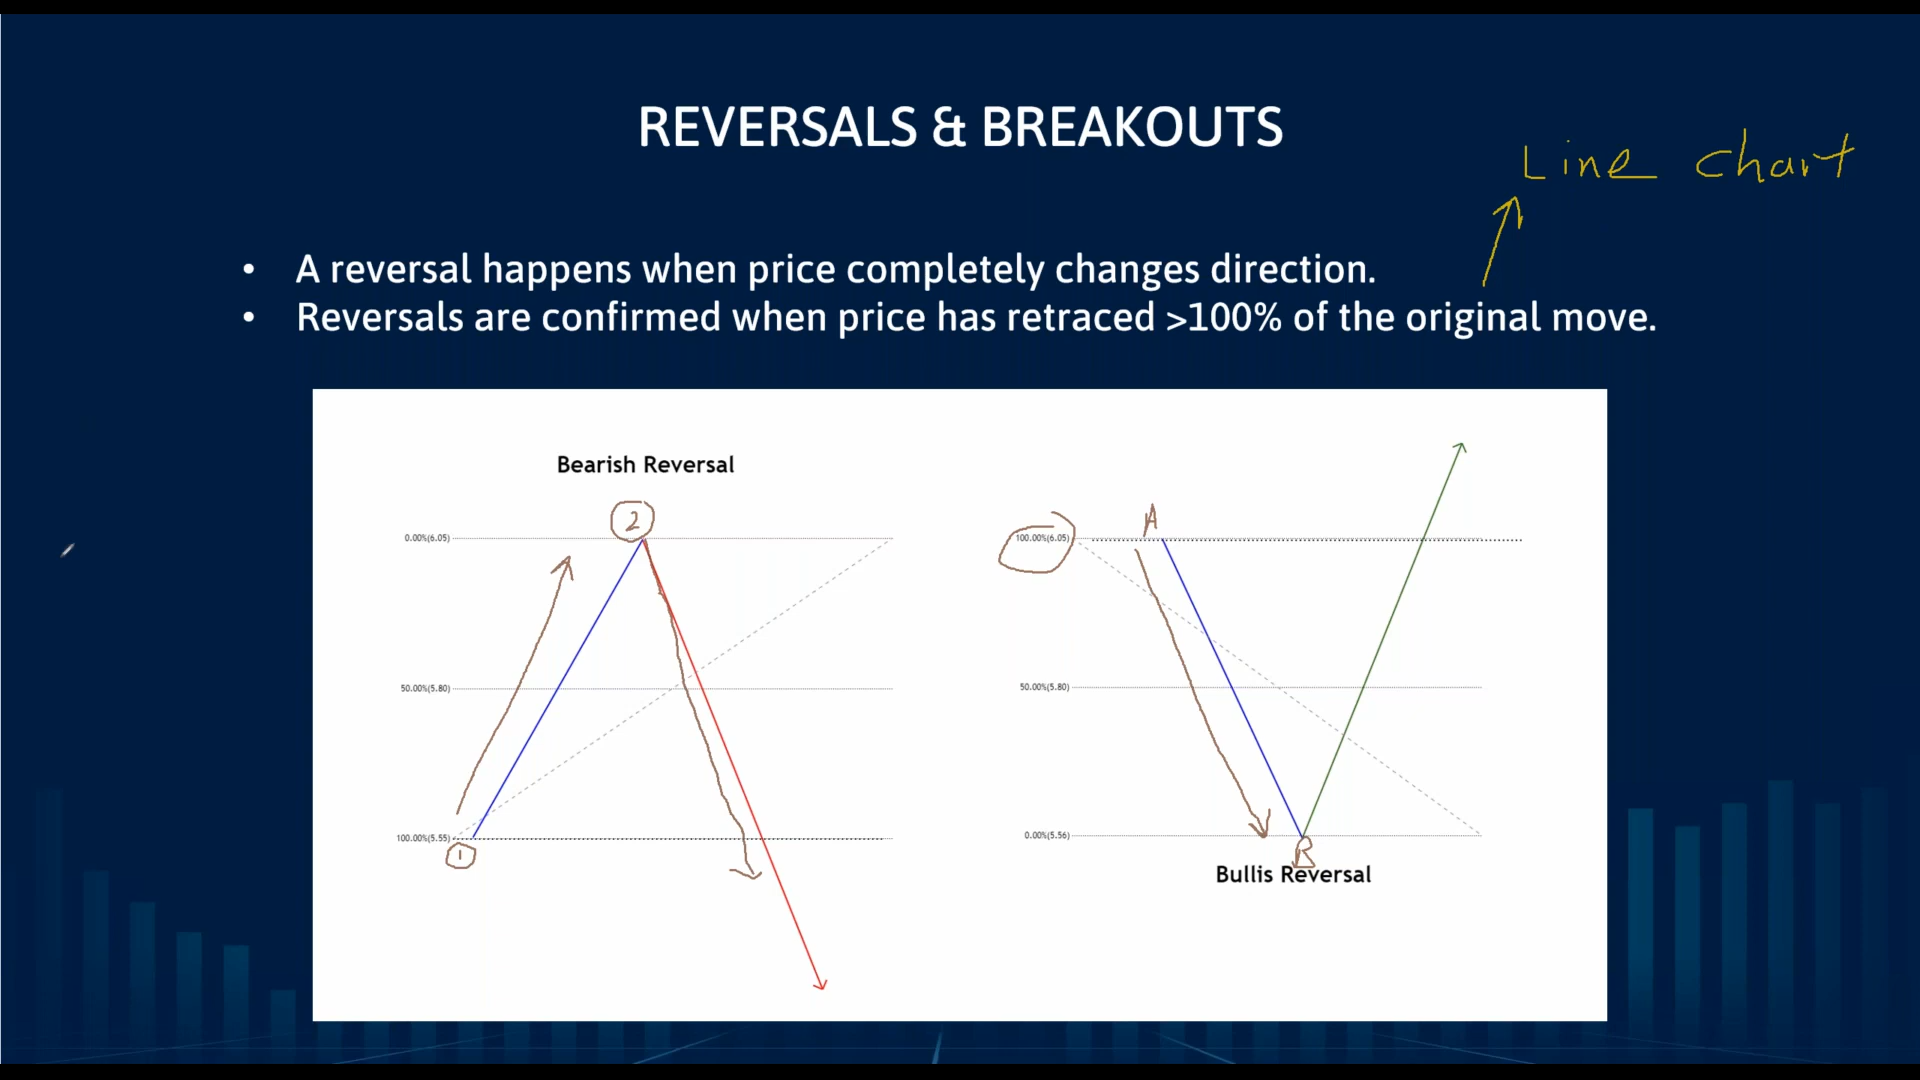 REVERSALS & BREAKOUTS
Line chart
• A reversal happens when price completely changes direction.
• Reversals are confirmed when price has retraced >100% of the original move.
Bearish Reversal
2
0.00%(6.05)
50.00%(5.80)
100.00%(5.55)
1
A
100.00%(6.05)
50.00%(5.80)
0.00%(5.56)
B
Bullis Reversal